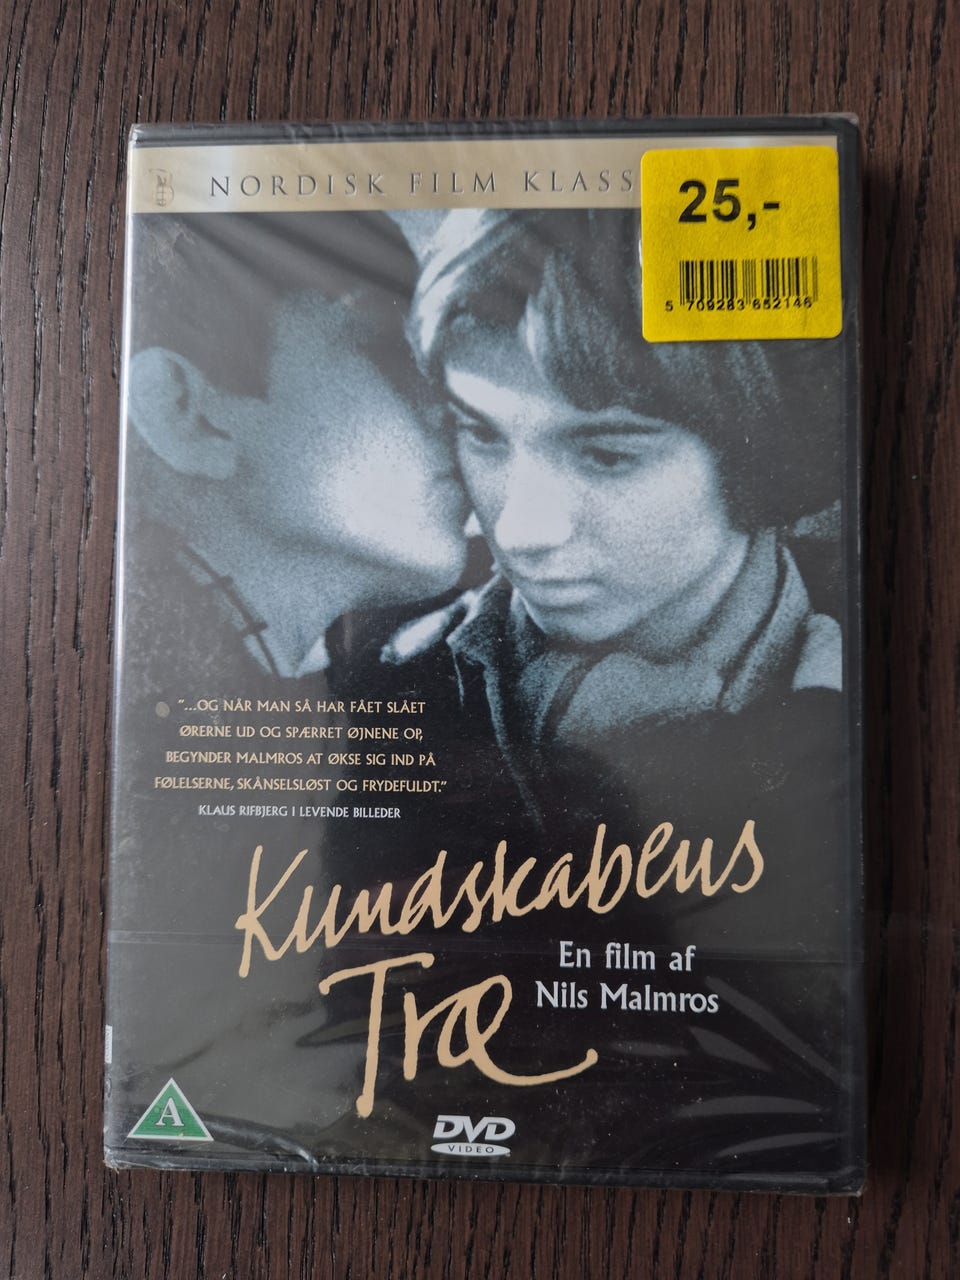 NORDISK FILM KLASS
25,-
5 709283 652146
"...OG NÅR MAN SÅ HAR FÅET SLÅET
ØRERNE UD OG SPÆRRET ØJNENE OP,
BEGYNDER MALMROS AT ØKSE SIG IND PÅ
FØLELSERNE, SKÅNSELSLØST OG FRYDEFULDT."
KLAUS RIFBJERG I LEVENDE BILLEDER
Kundskabens
Træ
En film af
Nils Malmros
A
DVD
VIDEO